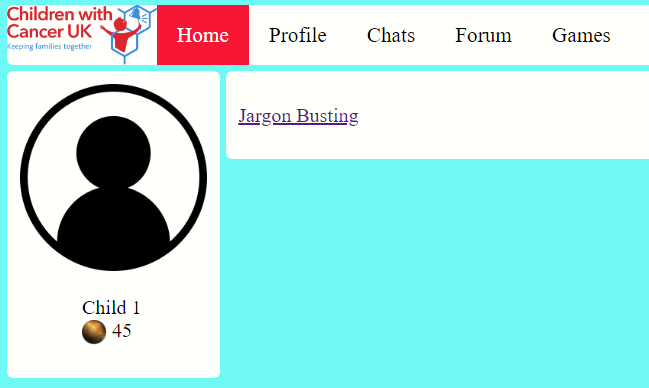 Children with
Cancer UK
Keeping families together
Home Profile Chats Forum Games
Jargon Busting
Child 1
45